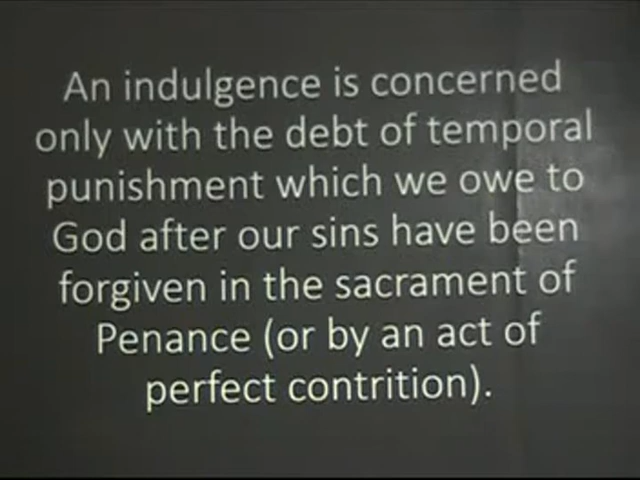 An indulgence is concerned
only with the debt of temporal
punishment which we owe to
God after our sins have been
forgiven in the sacrament of
Penance (or by an act of
perfect contrition).